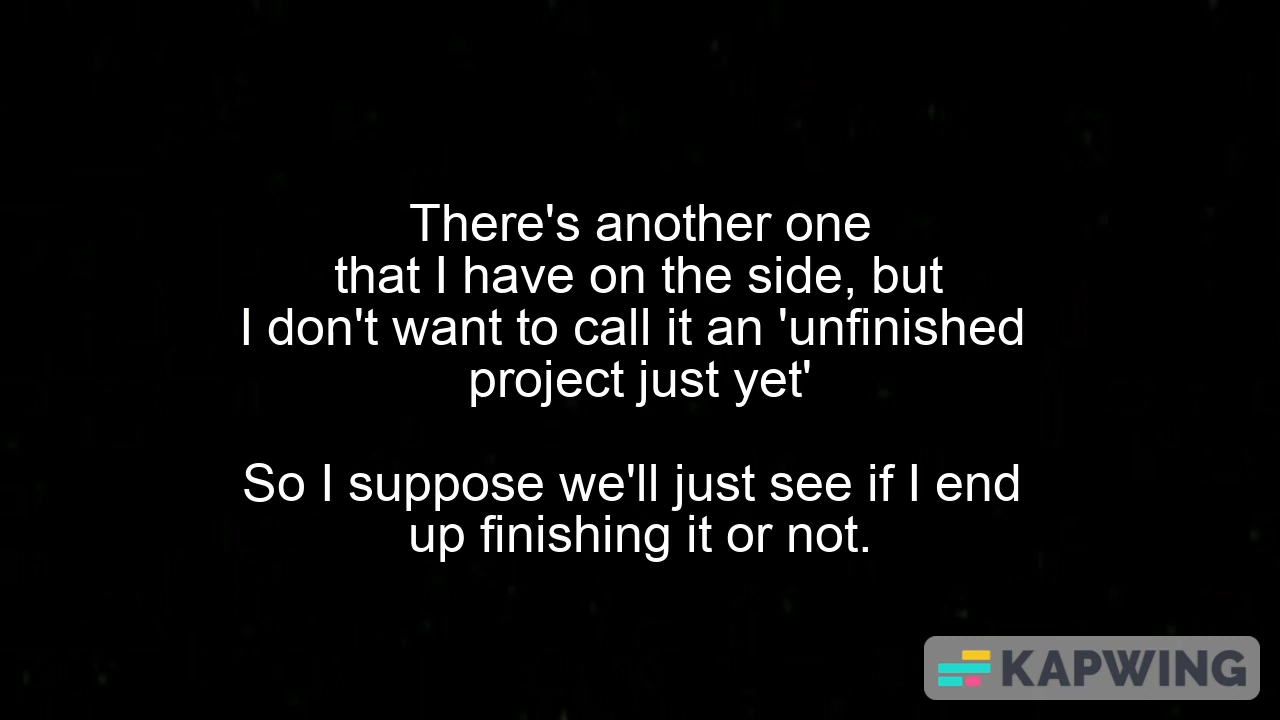 There's another one
that I have on the side, but
I don't want to call it an 'unfinished
project just yet'
So I suppose we'll just see if I end
up finishing it or not.
KAPWING